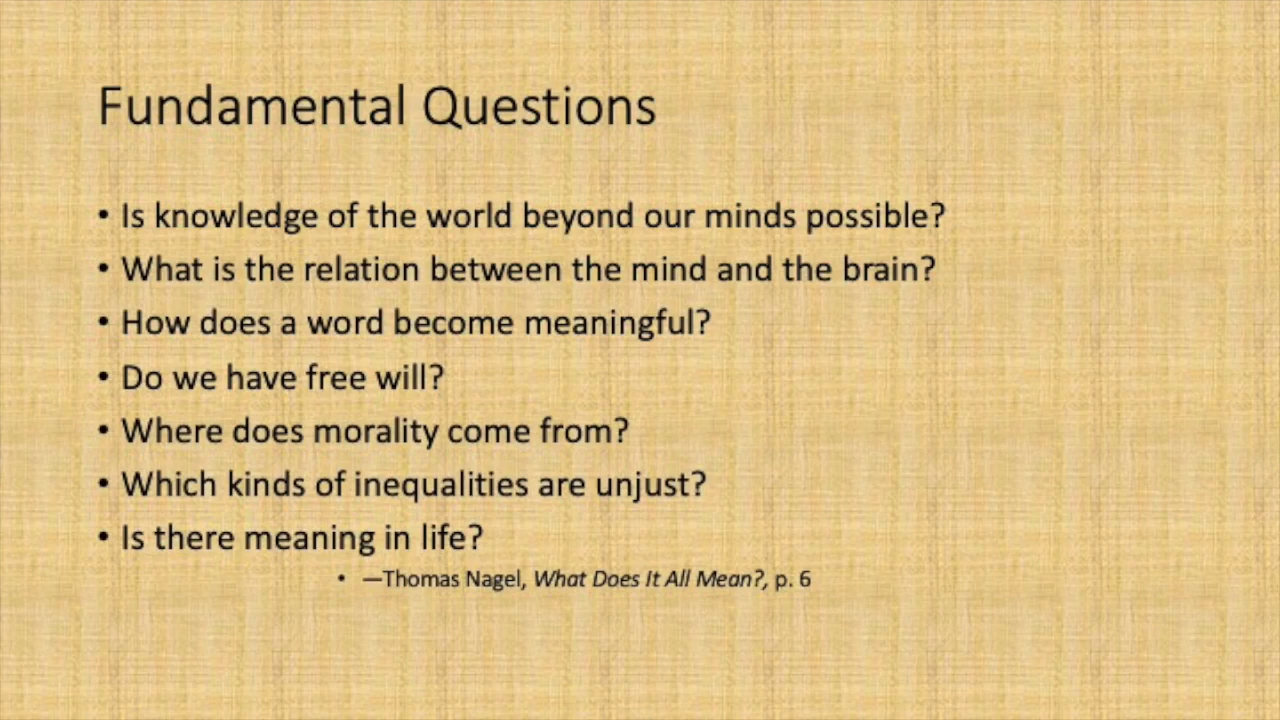 Fundamental Questions
• Is knowledge of the world beyond our minds possible?
• What is the relation between the mind and the brain?
• How does a word become meaningful?
• Do we have free will?
• Where does morality come from?
• Which kinds of inequalities are unjust?
• Is there meaning in life?
• —Thomas Nagel, What Does It All Mean?, p. 6